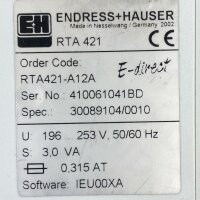 EH ENDRESS+HAUSER
Made in Nesselwang / Germany 2002
RTA 421
Order Code:
RTA421-A12A
E-direct
Ser. No.: 410061041BD
Spec.: 30089104/0010
U: 196 ... 253 V, 50/60 Hz
S: 3,0 VA
0.315 AT
Software: IEU00XA